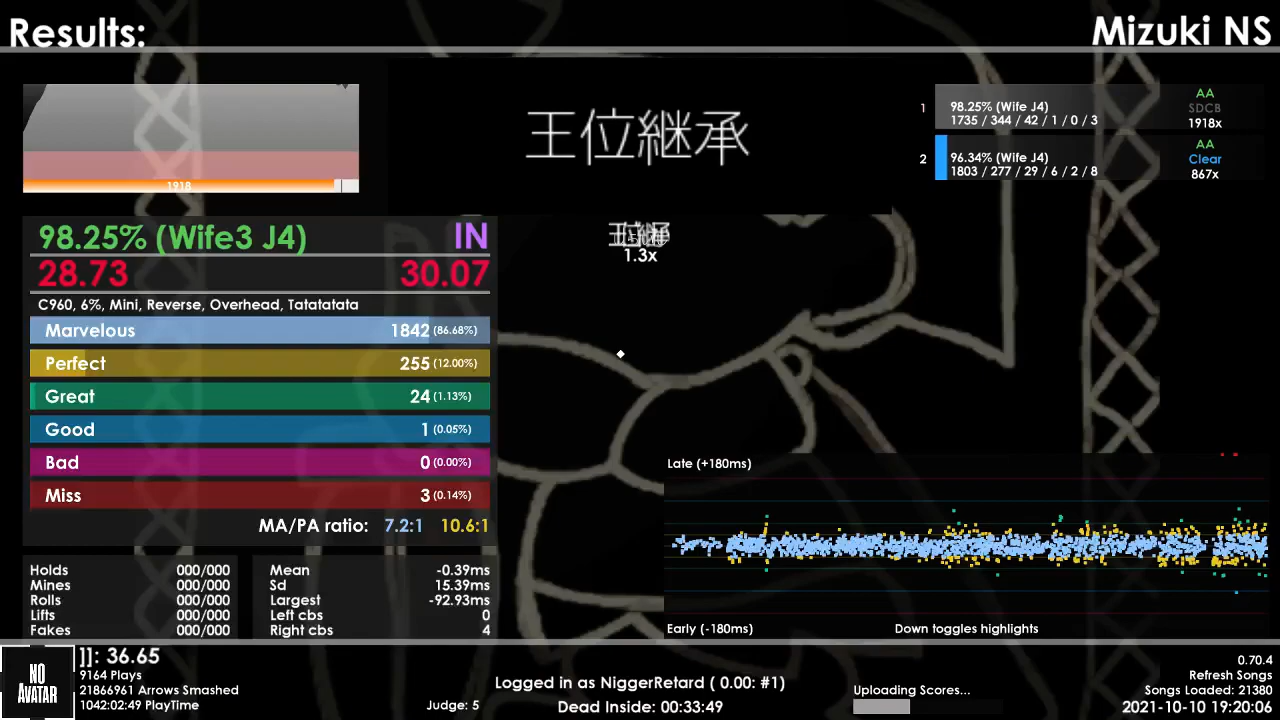 Results:
Mizuki NS
王位継承
1918
1
98.25% (Wife J4)
1735 / 344 / 42 / 1 / 0 / 3
AA
SDCB
1918x
2
96.34% (Wife J4)
1803 / 277 / 29 / 6 / 2 / 8
AA
Clear
867x
98.25% (Wife3 J4)
IN
28.73
30.07
C960, 6%, Mini, Reverse, Overhead, Tatatatata
1.3x
Marvelous 1842 (86.68%)
Perfect 255 (12.00%)
Great 24 (1.13%)
Good 1 (0.05%)
Bad 0 (0.00%)
Miss 3 (0.14%)
MA/PA ratio: 7.2:1 10.6:1
Holds 000/000
Mines 000/000
Rolls 000/000
Lifts 000/000
Fakes 000/000
Mean -0.39ms
Sd 15.39ms
Largest -92.93ms
Left cbs 0
Right cbs 4
Late (+180ms)
Early (-180ms)
Down toggles highlights
NO
AVATAR
]]: 36.65
9164 Plays
21866961 Arrows Smashed
1042:02:49 PlayTime
Judge: 5
Logged in as NiggerRetard ( 0.00: #1)
Dead Inside: 00:33:49
Uploading Scores...
0.70.4
Refresh Songs
Songs Loaded: 21380
2021-10-10 19:20:06